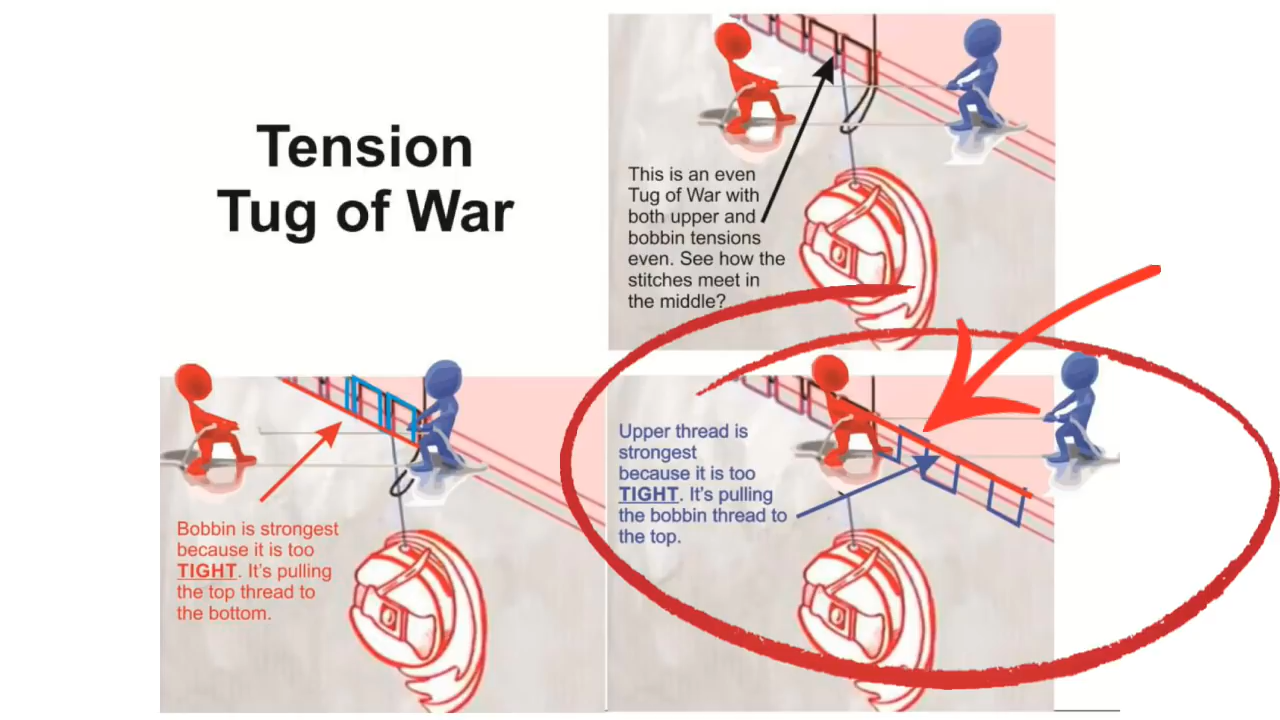 Tension
Tug of War
This is an even
Tug of War with
both upper and
bobbin tensions
even. See how the
stitches meet in
the middle?
Bobbin is strongest
because it is too
TIGHT. It's pulling
the top thread to
the bottom.
Upper thread is
strongest
because it is too
TIGHT. It's pulling
the bobbin thread to
the top.